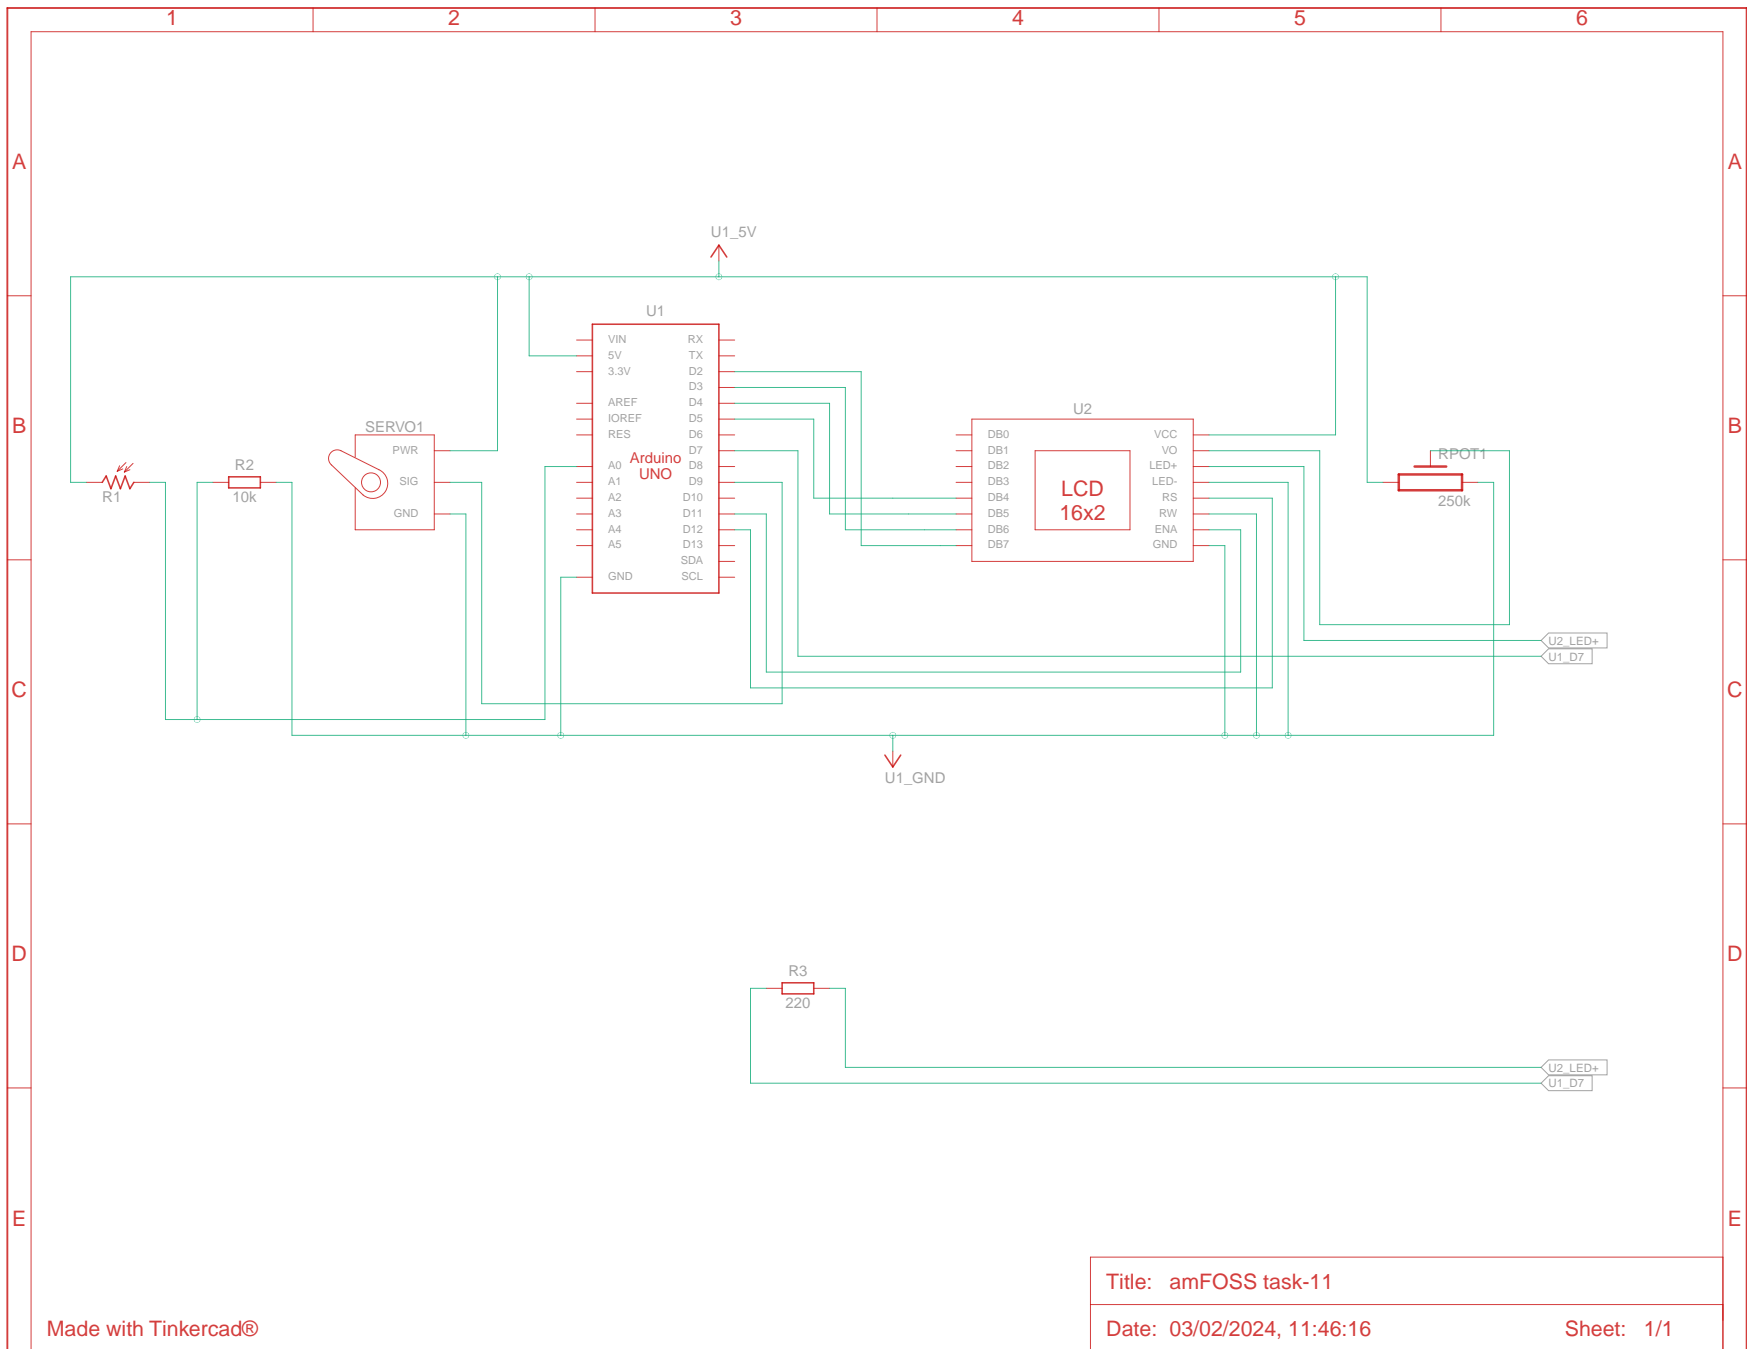 1 2 3 4 5 6
A A
U1_5V
B B
U1
VIN RX
5V TX
3.3V D2
D3
AREF D4
IOREF D5
RES D6
D7
A0 D8
A1 D9
A2 D10
A3 D11
A4 D12
A5 D13
SDA
GND SCL
Arduino
UNO
SERVO1
PWR
SIG
GND
R1
R2
10k
U2
DB0 VCC
DB1 VO
DB2 LED+
DB3 LED-
DB4 RS
DB5 RW
DB6 ENA
DB7 GND
LCD
16x2
RPOT1
250k
U2_LED+
U1_D7
C C
U1_GND
D D
R3
220
U2_LED+
U1_D7
E E
Title: amFOSS task-11
Made with Tinkercad®
Date: 03/02/2024, 11:46:16 Sheet: 1/1